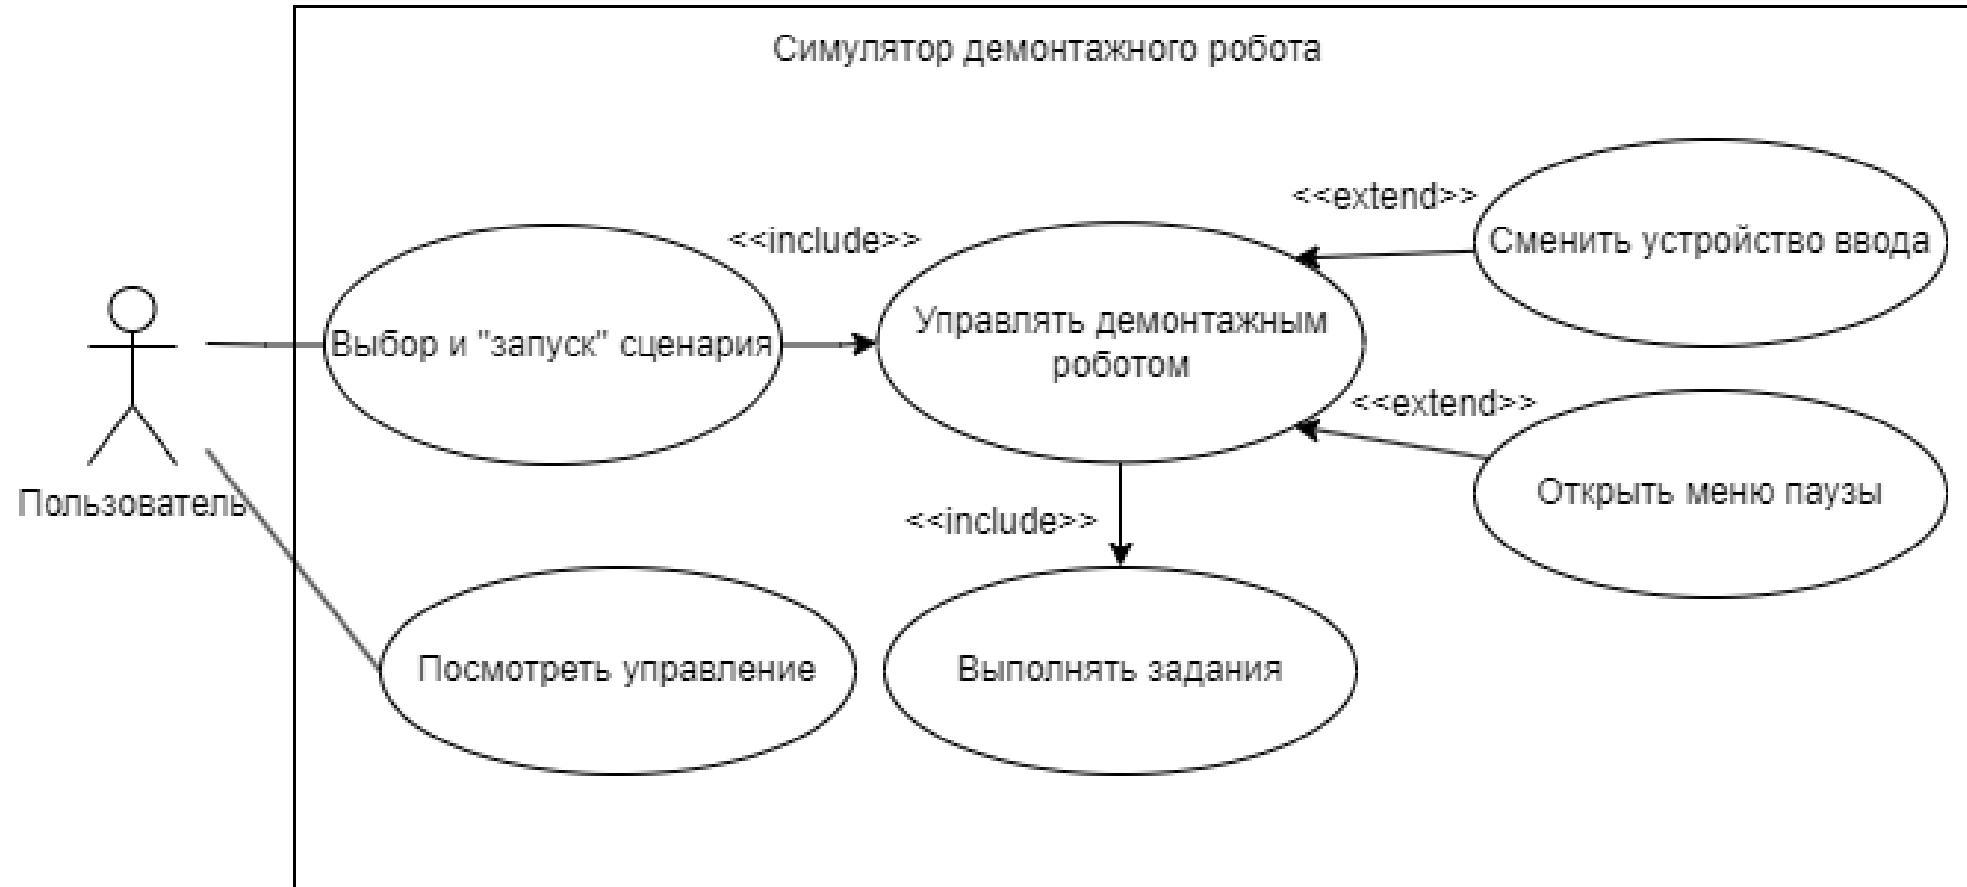 Симулятор демонтажного робота
<<extend>>
<<include>>
Сменить устройство ввода
Выбор и "запуск" сценария
Управлять демонтажным
роботом
<<extend>>
Открыть меню паузы
Пользователь
<<include>>
Посмотреть управление
Выполнять задания